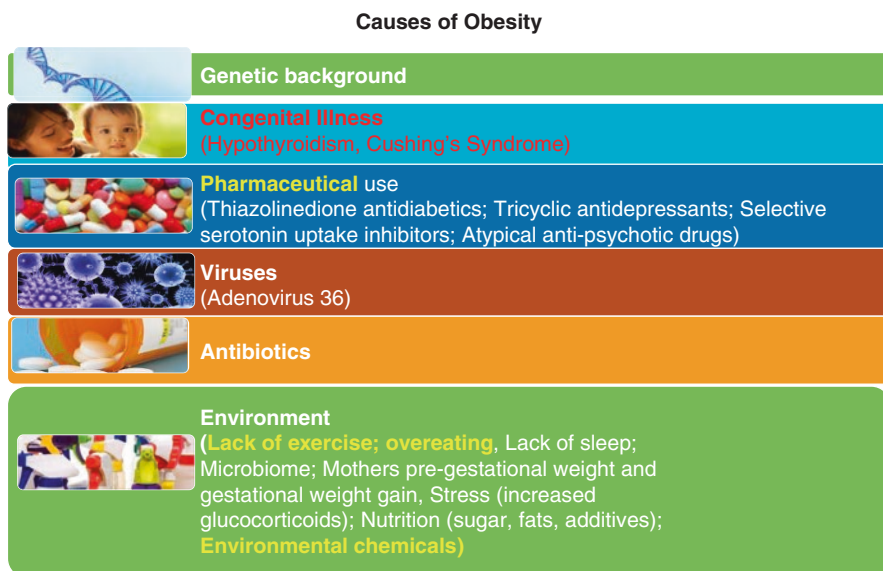 Causes of Obesity
Genetic background
Congenital Illness
(Hypothyroidism, Cushing's Syndrome)
Pharmaceutical use
(Thiazolinedione antidiabetics; Tricyclic antidepressants; Selective
serotonin uptake inhibitors; Atypical anti-psychotic drugs)
Viruses
(Adenovirus 36)
Antibiotics
Environment
(Lack of exercise; overeating, Lack of sleep;
Microbiome; Mothers pre-gestational weight and
gestational weight gain, Stress (increased
glucocorticoids); Nutrition (sugar, fats, additives);
Environmental chemicals)